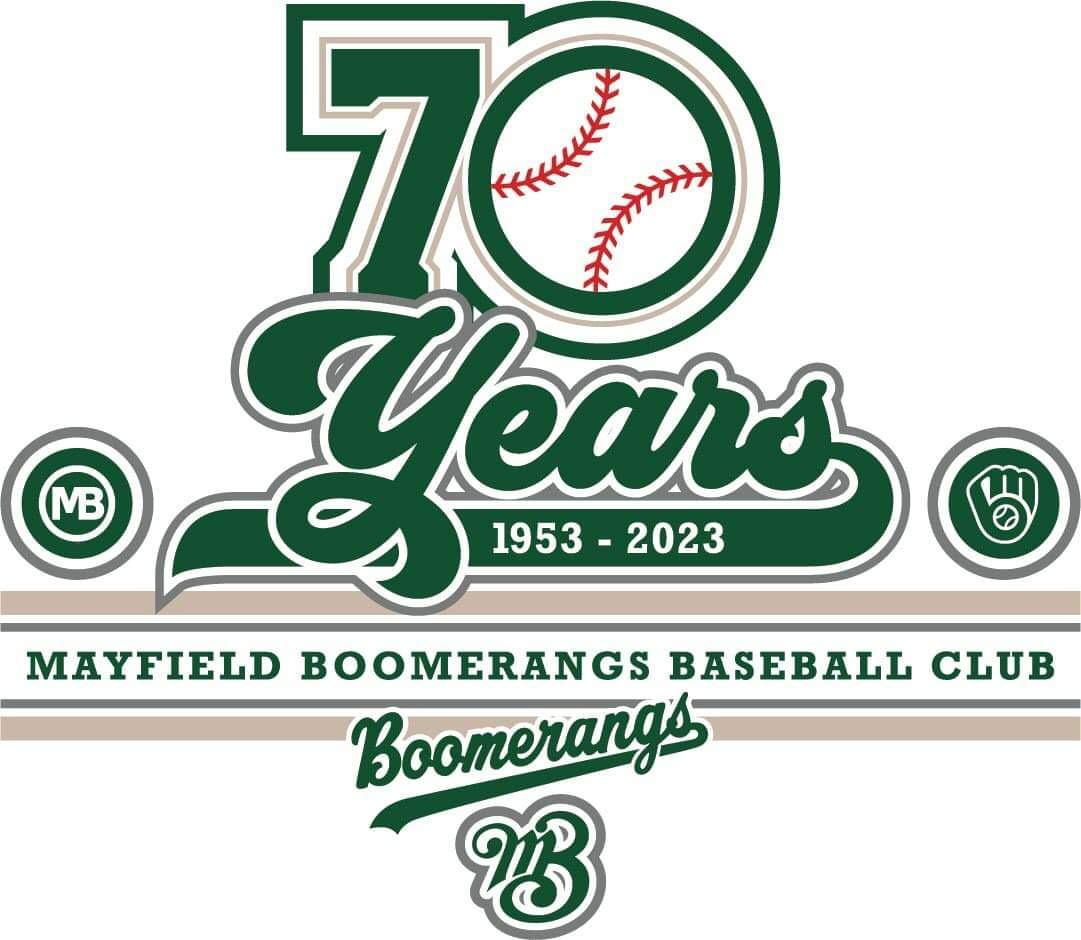 70
Years
MB
1953 - 2023
MAYFIELD BOOMERANGS BASEBALL CLUB
Boomerangs
MB